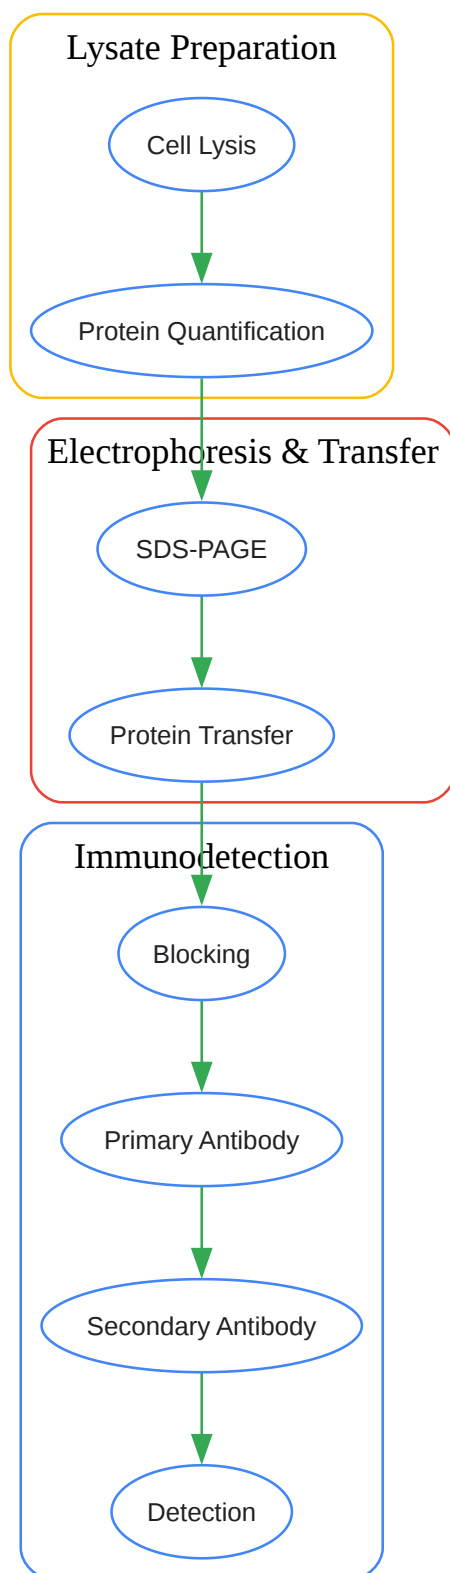 Lysate Preparation
Cell Lysis
Protein Quantification
Electrophoresis & Transfer
SDS-PAGE
Protein Transfer
Immunodetection
Blocking
Primary Antibody
Secondary Antibody
Detection